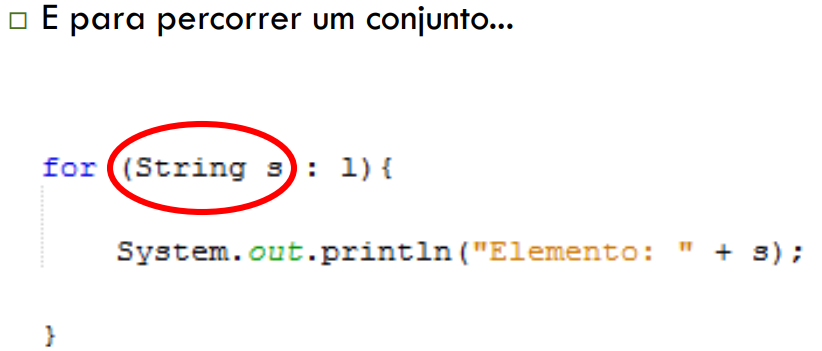 E para percorrer um conjunto...
for (String s : l){
System.out.println("Elemento: " + s);
}